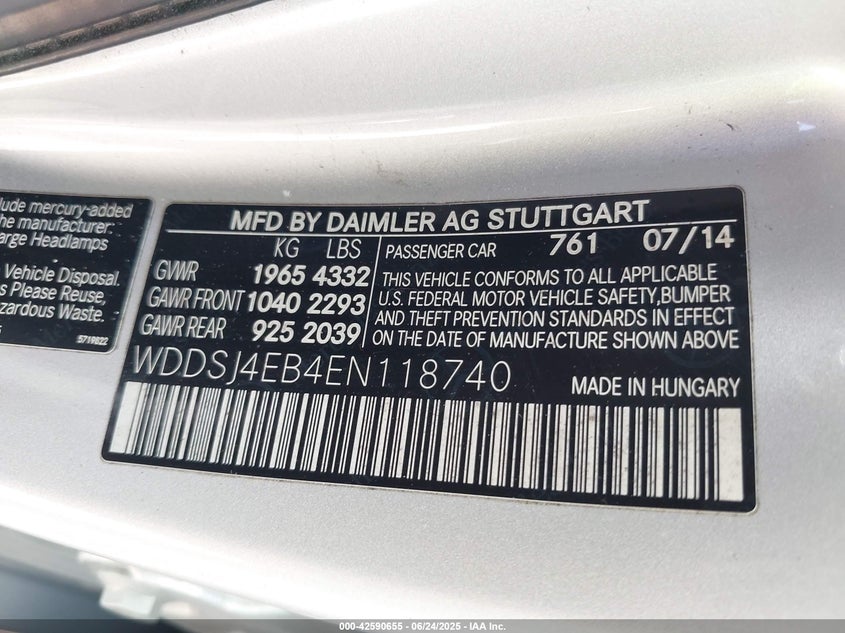 lude mercury-added
he manufacturer:
arge Headlamps
Vehicle Disposal.
s Please Reuse,
azardous Waste.
5719822
MFD BY DAIMLER AG STUTTGART
KG LBS
GVWR 1965 4332
GAWR FRONT 1040 2293
GAWR REAR 925 2039
PASSENGER CAR 761 07/14
THIS VEHICLE CONFORMS TO ALL APPLICABLE
U.S. FEDERAL MOTOR VEHICLE SAFETY, BUMPER
AND THEFT PREVENTION STANDARDS IN EFFECT
ON THE DATE OF MANUFACTURE SHOWN ABOVE
WDDSJ4EB4EN118740
MADE IN HUNGARY
000-42590655 - 06/24/2025 - IAA Inc.